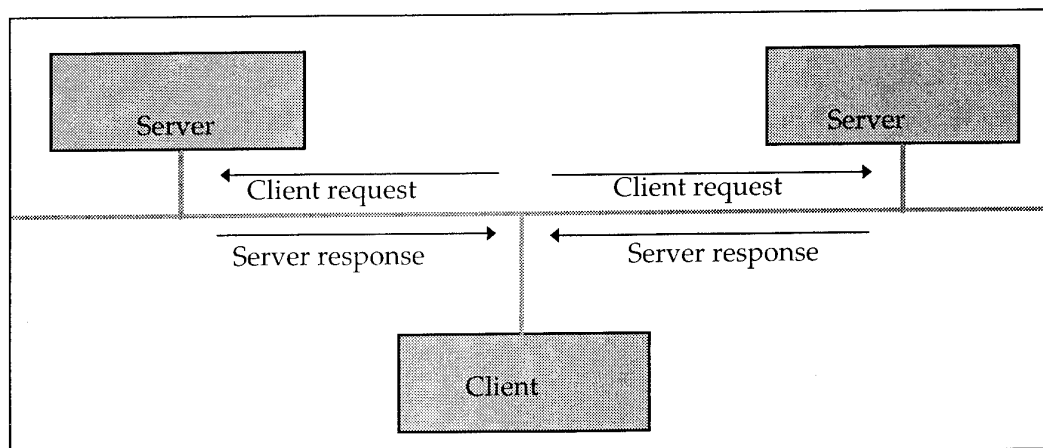 Server
Server
Client request
Client request
Server response
Server response
Client